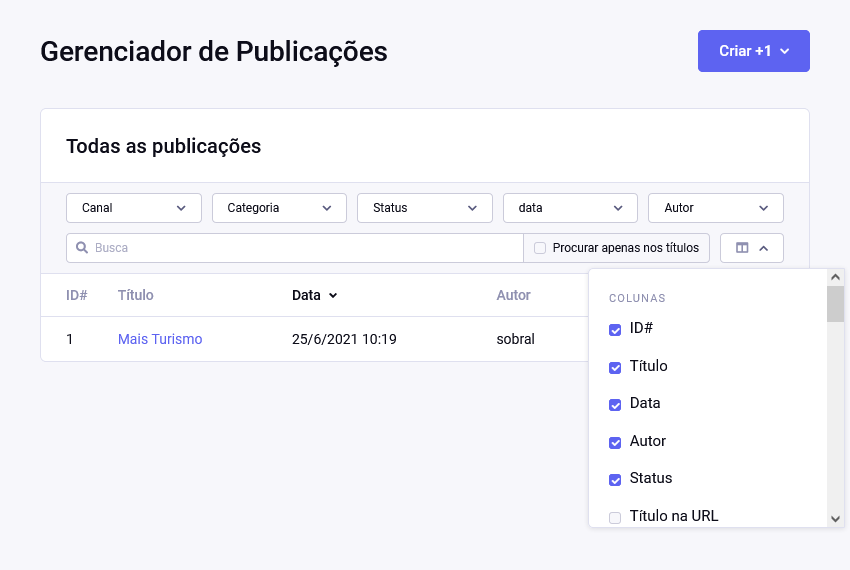 Gerenciador de Publicações
Criar +1
Todas as publicações
Canal Categoria Status data Autor
Busca Procurar apenas nos títulos
ID# Título Data Autor
1 Mais Turismo 25/6/2021 10:19 sobral
COLUNAS
ID#
Título
Data
Autor
Status
Título na URL